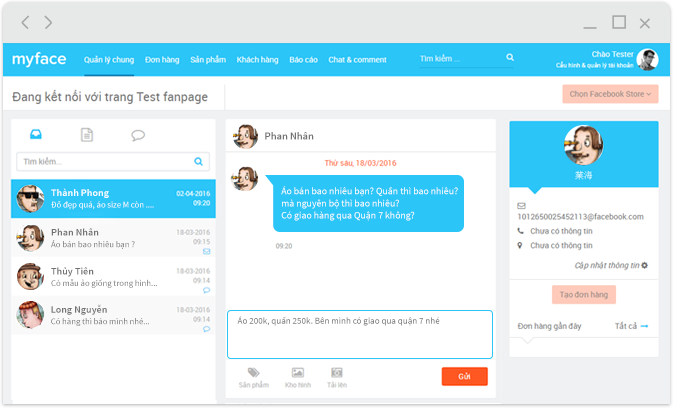 myface
Quản lý chung Đơn hàng Sản phẩm Khách hàng Báo cáo Chat & comment
Tìm kiếm ...
Chào Tester
Cấu hình & quản lý tài khoản
Đang kết nối với trang Test fanpage
Chọn Facebook Store
Tìm kiếm...
Thành Phong 02-04-2016
Đồ đẹp quá, áo size M còn .... 09:20
Phan Nhân 18-03-2016
Áo bán bao nhiêu bạn ? 09:15
Thủy Tiên 18-03-2016
Có mẫu áo giống trong hình... 09:14
Long Nguyễn 18-03-2016
Có hàng thì báo mình nhé... 09:14
Phan Nhân
Thứ sáu, 18/03/2016
Áo bán bao nhiêu bạn? Quần thì bao nhiêu?
mà nguyên bộ thì bao nhiêu?
Có giao hàng qua Quận 7 không?
09:20
Áo 200k, quần 250k. Bên mình có giao qua quận 7 nhé
Sản phẩm Kho hình Tải lên
Gửi
葉海
1012650025452113@facebook.com
Chưa có thông tin
Chưa có thông tin
Cập nhật thông tin
Tạo đơn hàng
Đơn hàng gần đây Tất cả